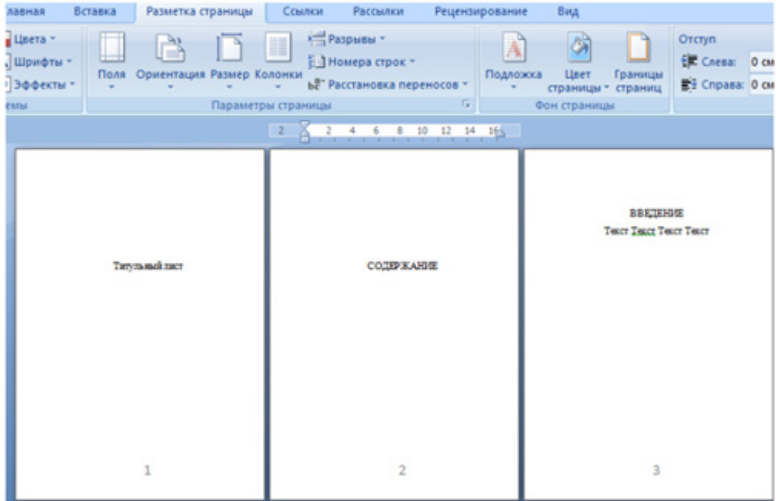 лавная Вставка Разметка страницы Ссылки Рассылки Рецензирование Вид
Цвета
Шрифты
Эффекты
емы
Поля Ориентация Размер Колонки
Разрывы
Номера строк
Расстановка переносов
Параметры страницы
Подложка Цвет страницы Границы страниц
Фон страницы
Отступ
Слева: 0 см
Справа: 0 см
2 2 4 6 8 10 12 14 16
Титульный лист
СОДЕРЖАНИЕ
ВВЕДЕНИЕ
Текст Текст Текст Текст
1 2 3